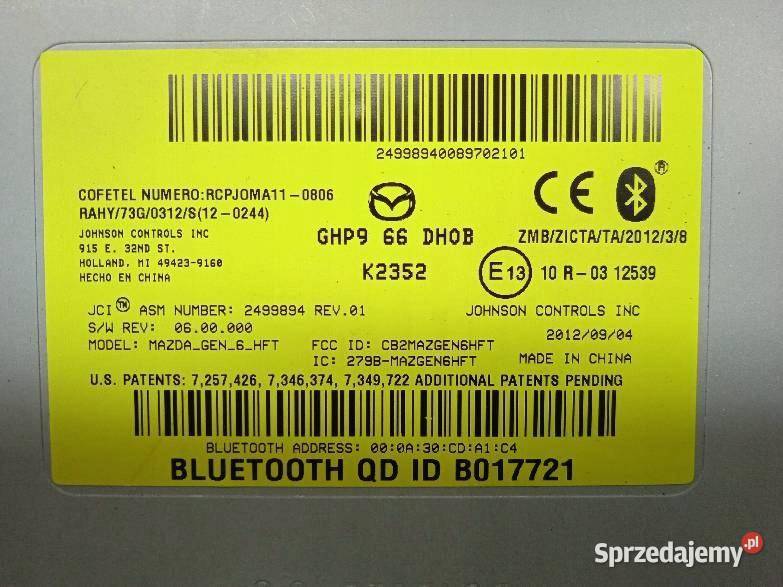 24998940089702101
COFETEL NUMERO:RCPJOMA11-0806
RAHY/73G/0312/S(12-0244)
JOHNSON CONTROLS INC
915 E. 32ND ST.
HOLLAND, MI 49423-9160
HECHO EN CHINA
GHP9 66 DH0B
K2352
CE
R
ZMB/ZICTA/TA/2012/3/8
E13 10 R-03 12539
JCI TM ASM NUMBER: 2499894 REV.01
S/W REV: 06.00.000
MODEL: MAZDA_GEN_6_HFT
FCC ID: CB2MAZGEN6HFT
IC: 279B-MAZGEN6HFT
JOHNSON CONTROLS INC
2012/09/04
MADE IN CHINA
U.S. PATENTS: 7,257,426, 7,346,374, 7,349,722 ADDITIONAL PATENTS PENDING
BLUETOOTH ADDRESS: 00:0A:30:CD:A1:C4
BLUETOOTH QD ID B017721
Sprzedajemy.pl